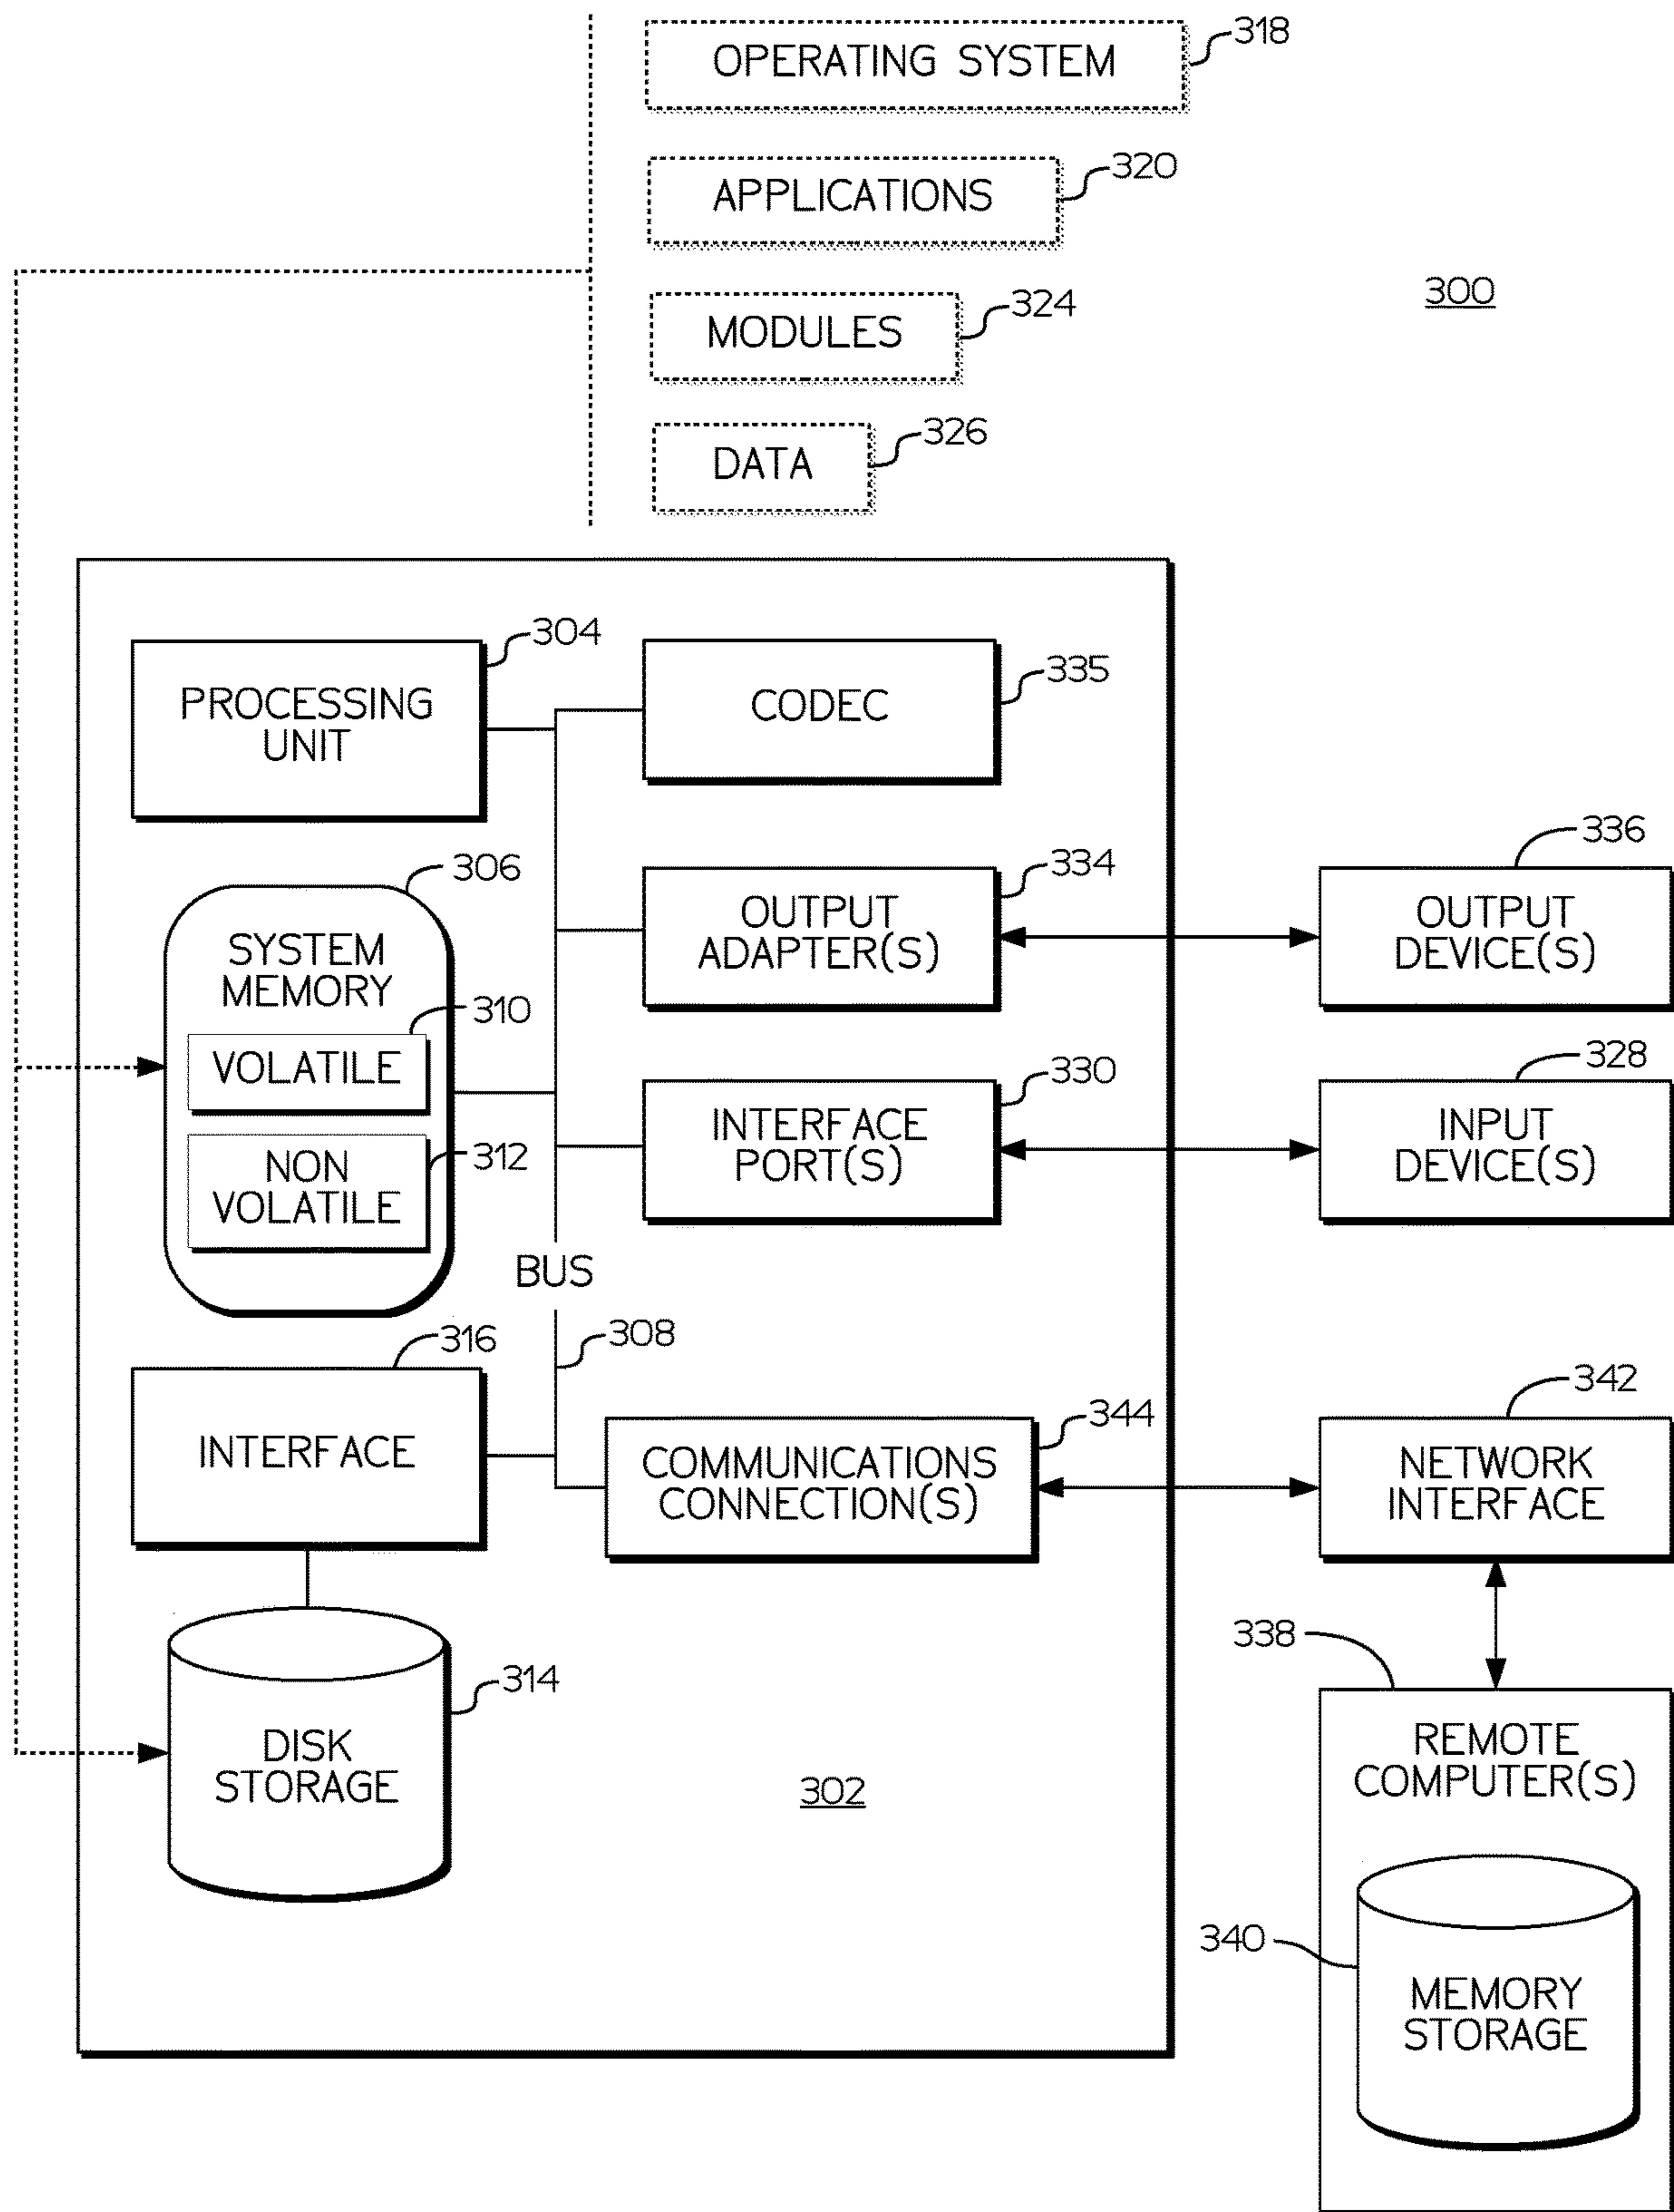 OPERATING SYSTEM
318
APPLICATIONS
320
300
MODULES
324
DATA
326
304
PROCESSING
UNIT
CODEC
335
306
SYSTEM
MEMORY
310
VOLATILE
312
NON
VOLATILE
OUTPUT
ADAPTER(S)
334
336
OUTPUT
DEVICE(S)
INTERFACE
PORT(S)
330
328
INPUT
DEVICE(S)
BUS
308
316
INTERFACE
COMMUNICATIONS
CONNECTION(S)
344
342
NETWORK
INTERFACE
314
DISK
STORAGE
302
338
REMOTE
COMPUTER(S)
340
MEMORY
STORAGE